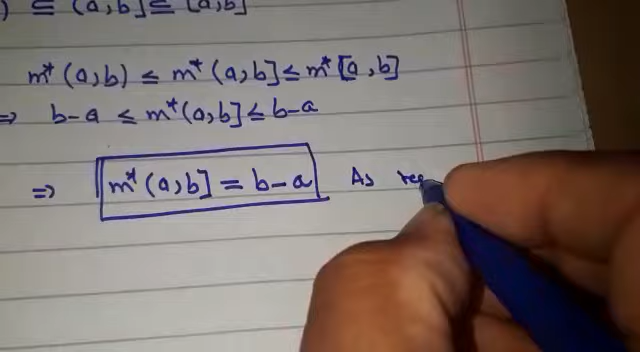 ) ⊆ (a,b] ⊆ [a,b]
m*(a,b) ≤ m*(a,b] ≤ m*[a,b]
⇒ b-a ≤ m*(a,b] ≤ b-a
⇒ m*(a,b] = b-a As